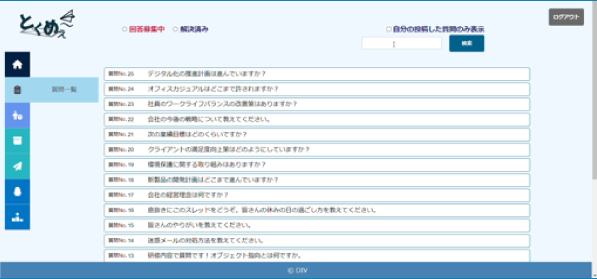 とくめぇ
○ 回答募集中 ○ 解決済み
□ 自分の投稿した質問のみ表示
ログアウト
検索
質問一覧
質問No. 25 デジタル化の推進計画は進んでいますか?
質問No. 24 オフィスカジュアルはどこまで許されますか?
質問No. 23 社員のワークライフバランスの改善策はありますか?
質問No. 22 会社の今後の戦略について教えてください。
質問No. 21 次の業績目標はどのくらいですか?
質問No. 20 クライアントの満足度向上策はどのようにしていますか?
質問No. 19 環境保護に関する取り組みはありますか?
質問No. 18 新製品の開発計画はどこまで進んでいますか?
質問No. 17 会社の経営理念は何ですか?
質問No. 16 息抜きにこのスレッドをどうぞ。皆さんの休みの日の過ごし方を教えてください。
質問No. 15 皆さんのやりがいを教えてください。
質問No. 14 迷惑メールの対処方法を教えてください。
質問No. 13 研修内容で質問です！オブジェクト指向とは何ですか。